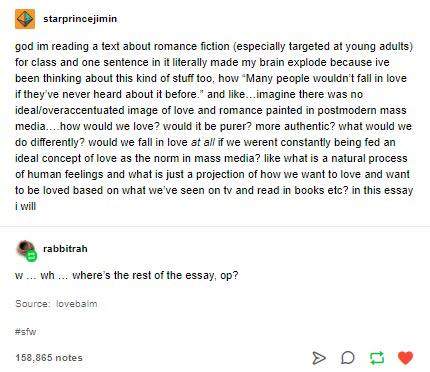 starprincejimin
god im reading a text about romance fiction (especially targeted at young adults)
for class and one sentence in it literally made my brain explode because ive
been thinking about this kind of stuff too, how “Many people wouldn’t fall in love
if they’ve never heard about it before.” and like…imagine there was no
ideal/overaccentuated image of love and romance painted in postmodern mass
media….how would we love? would it be purer? more authentic? what would we
do differently? would we fall in love at all if we werent constantly being fed an
ideal concept of love as the norm in mass media? like what is a natural process
of human feelings and what is just a projection of how we want to love and want
to be loved based on what we’ve seen on tv and read in books etc? in this essay
i will
rabbitrah
w … wh … where’s the rest of the essay, op?
Source: lovebalm
#sfw
158,865 notes